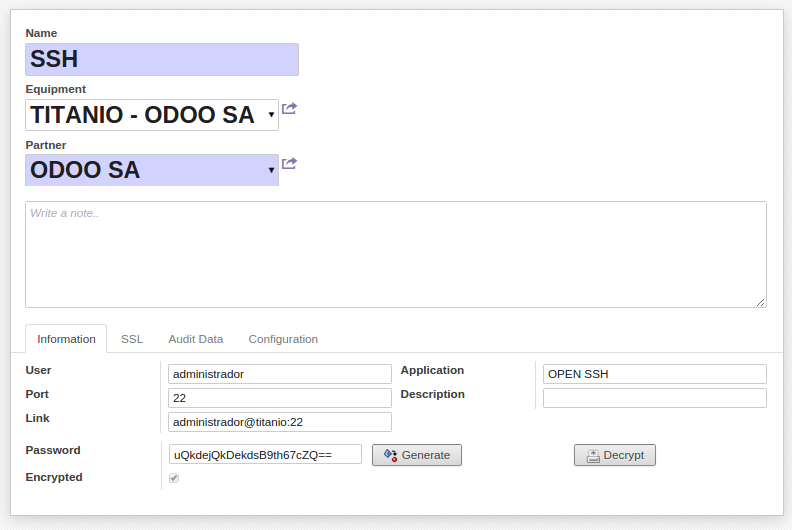 Name
SSH
Equipment
TITANIO - ODOO SA
Partner
ODOO SA
Write a note..
Information SSL Audit Data Configuration
User administrador Application OPEN SSH
Port 22 Description
Link administrador@titanio:22
Password uQkdejQkDekdsB9th67cZQ== Generate Decrypt
Encrypted